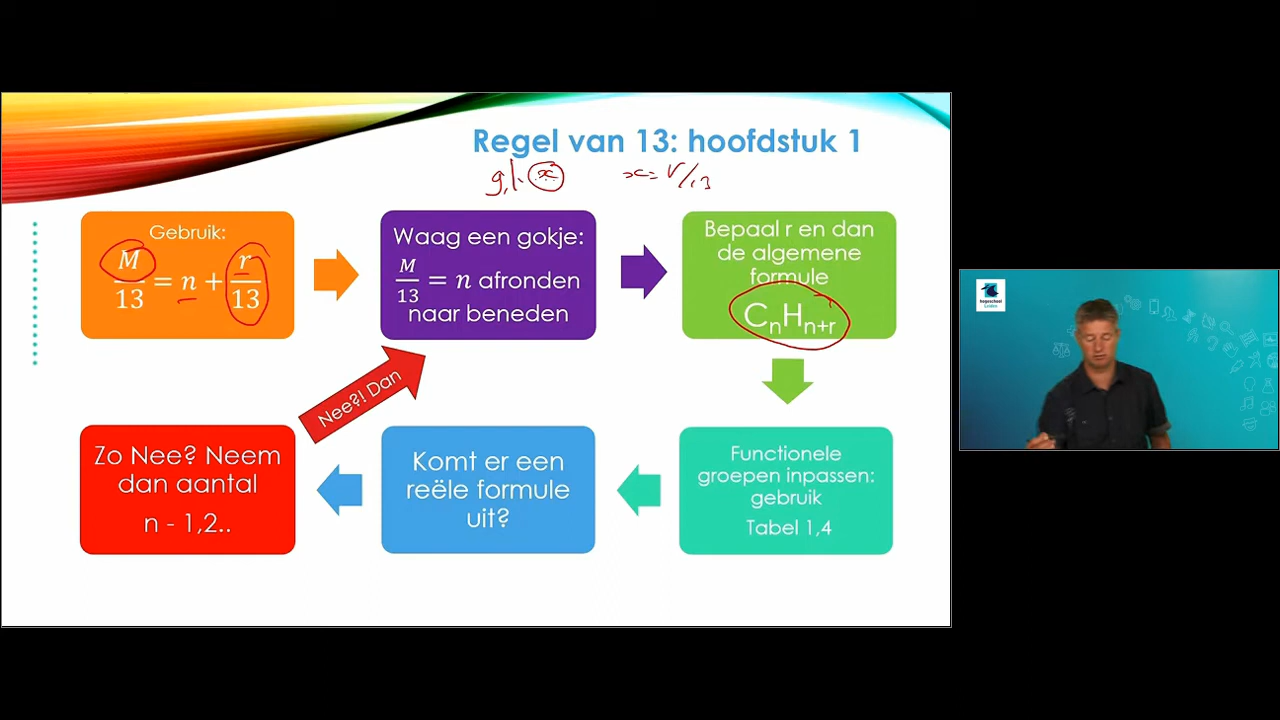 Regel van 13: hoofdstuk 1
x = r/13
Gebruik:
M/13 = n + r/13
Waag een gokje:
M/13 = n afronden
naar beneden
Bepaal r en dan
de algemene
formule
CnHn+r
Nee?! Dan
Zo Nee? Neem
dan aantal
n - 1,2..
Komt er een
reële formule
uit?
Functionele
groepen inpassen:
gebruik
Tabel 1,4
hogeschool